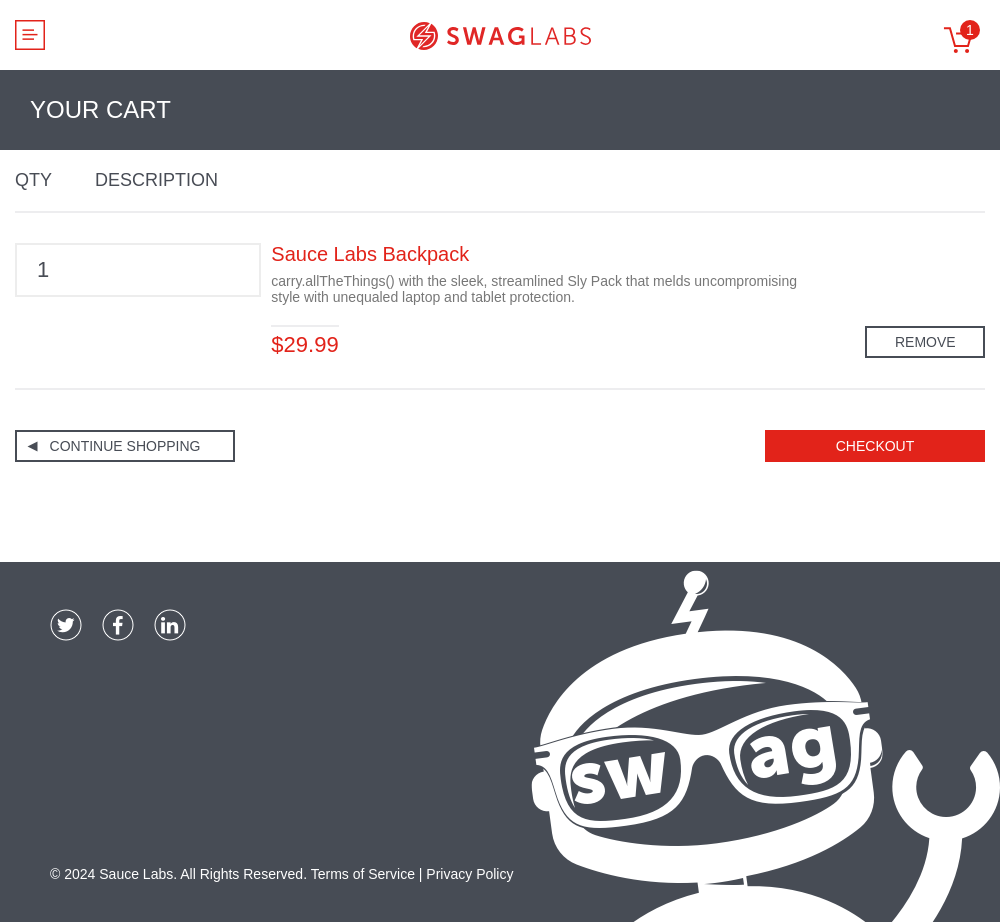 SWAGLABS
1
YOUR CART
QTY DESCRIPTION
1
Sauce Labs Backpack
carry.allTheThings() with the sleek, streamlined Sly Pack that melds uncompromising
style with unequaled laptop and tablet protection.
$29.99
REMOVE
CONTINUE SHOPPING
CHECKOUT
swag
© 2024 Sauce Labs. All Rights Reserved. Terms of Service | Privacy Policy